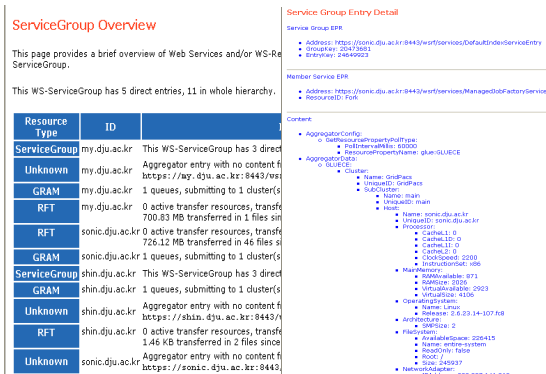 ServiceGroup Overview
This page provides a brief overview of Web Services and/or WS-Re
ServiceGroup.
This WS-ServiceGroup has 5 direct entries, 11 in whole hierarchy.
Resource Type ID
ServiceGroup my.dju.ac.kr This WS-ServiceGroup has 3 direct
Unknown my.dju.ac.kr Aggregator entry with content f
https://my.dju.ac.kr:8443/ws
GRAM my.dju.ac.kr 1 queues, submitting to 1 cluster(s
RFT my.dju.ac.kr 0 active transfer resources, transfe
700.83 MB transferred in 1 files sin
RFT sonic.dju.ac.kr 0 active transfer resources, transfe
726.12 MB transferred in 46 files si
GRAM sonic.dju.ac.kr 1 queues, submitting to 1 cluster(s
ServiceGroup shin.dju.ac.kr This WS-ServiceGroup has 3 direct
GRAM shin.dju.ac.kr 1 queues, submitting to 1 cluster(s
Unknown shin.dju.ac.kr Aggregator entry with content f
https://shin.dju.ac.kr:8443/
RFT shin.dju.ac.kr 0 active transfer resources, transfe
1.46 KB transferred in 2 files since
Unknown sonic.dju.ac.kr Aggregator entry with content f
https://sonic.dju.ac.kr:8443
Service Group Entry Detail
Service Group EPR
Address: https://sonic.dju.ac.kr:8443/wsrf/services/DefaultIndexServiceEntry
GroupKey: 20473681
EntryKey: 24649923
Member Service EPR
Address: https://sonic.dju.ac.kr:8443/wsrf/services/ManagedJobFactoryService
ResourceID: Fork
Content
AggregatorConfig:
GetResourcePropertyPollType:
PollIntervalMillis: 60000
ResourcePropertyName: glue:GLUECE
AggregatorData:
GLUECE:
Cluster:
Name: GridPacs
UniqueID: GridPacs
SubCluster:
Name: main
UniqueID: main
Host:
Name: sonic.dju.ac.kr
UniqueID: sonic.dju.ac.kr
Processor:
CacheL1: 0
CacheL1D: 0
CacheL1I: 0
CacheL2: 0
ClockSpeed: 2200
InstructionSet: x86
MainMemory:
RAMAvailable: 871
RAMSize: 2026
VirtualAvailable: 2923
VirtualSize: 4106
OperatingSystem:
Name: Linux
Release: 2.6.23.14-107.fc8
Architecture:
SMPSize: 2
FileSystem:
AvailableSpace: 226415
Name: entire-system
ReadOnly: false
Root: /
Size: 245937
NetworkAdapter: